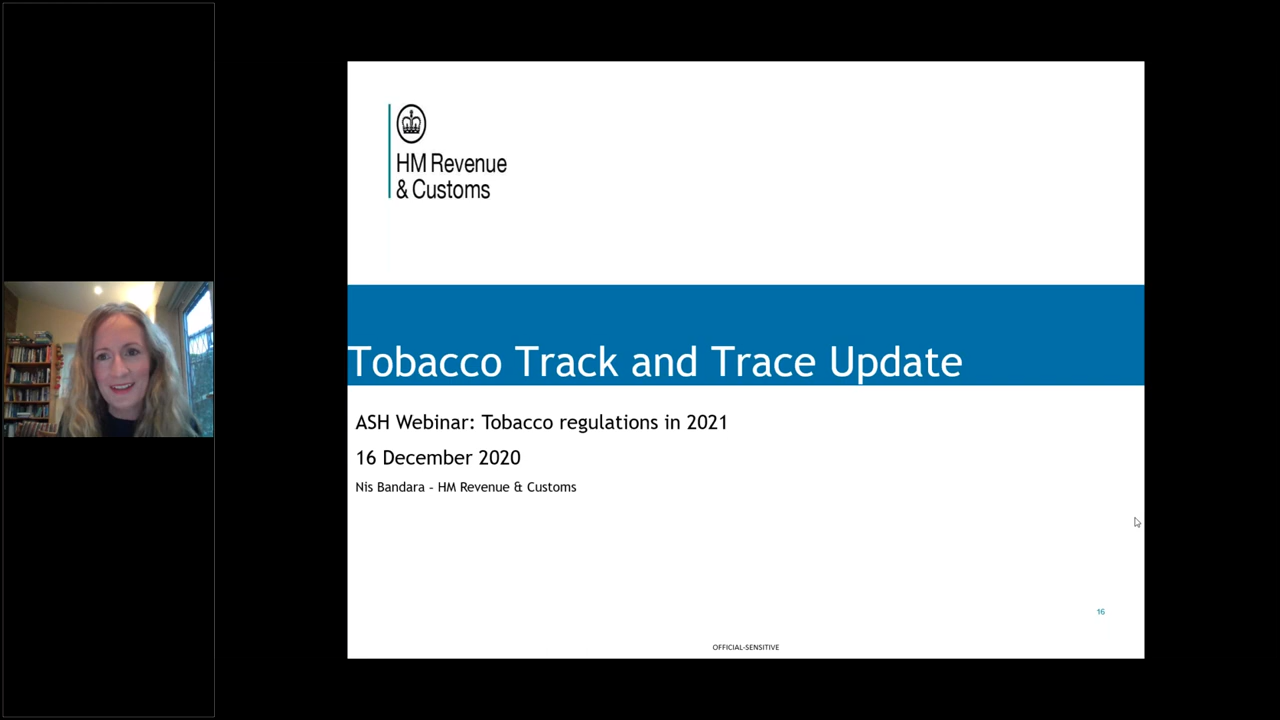 HM Revenue
& Customs
Tobacco Track and Trace Update
ASH Webinar: Tobacco regulations in 2021
16 December 2020
Nis Bandara - HM Revenue & Customs
16
OFFICIAL-SENSITIVE